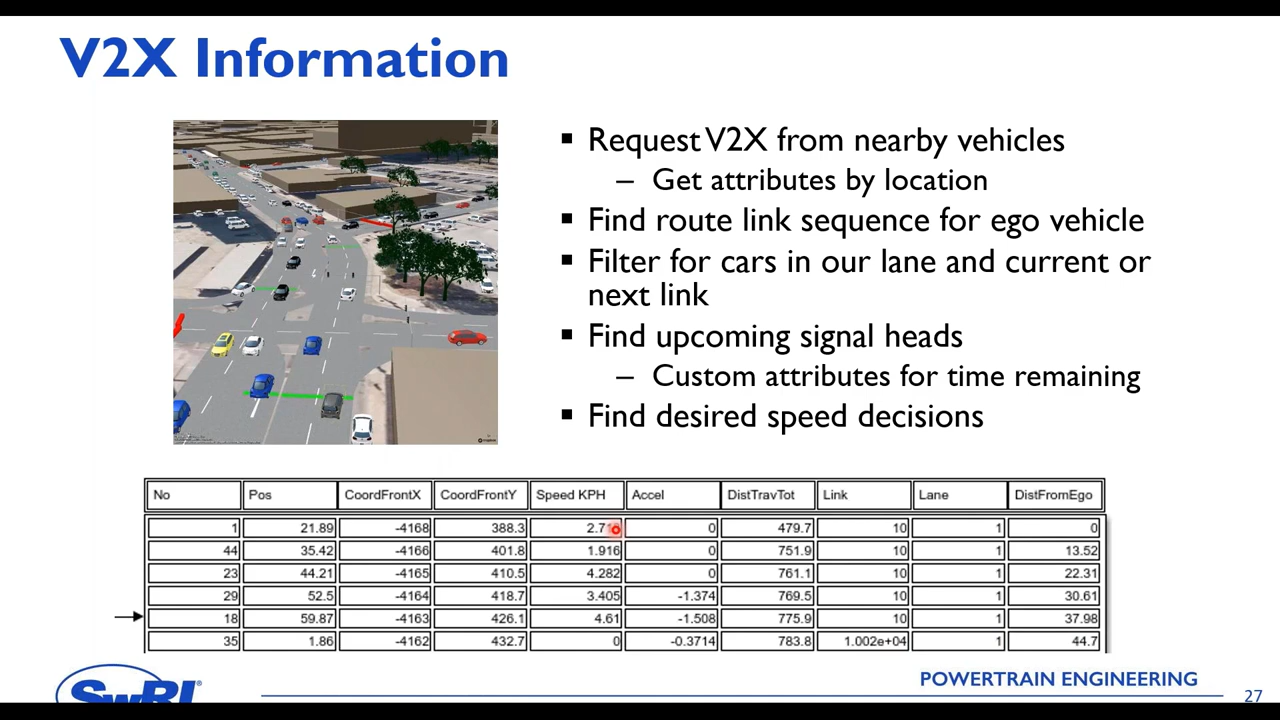 V2X Information
▪ Request V2X from nearby vehicles
– Get attributes by location
▪ Find route link sequence for ego vehicle
▪ Filter for cars in our lane and current or
next link
▪ Find upcoming signal heads
– Custom attributes for time remaining
▪ Find desired speed decisions
No Pos CoordFrontX CoordFrontY Speed KPH Accel DistTravTot Link Lane DistFromEgo
1 21.89 -4168 388.3 0 479.7 10 1 0
44 35.42 -4166 401.8 1.916 0 751.9 10 1 13.52
23 44.21 -4165 410.5 4.282 0 761.1 10 1 22.31
29 52.5 -4164 418.7 3.405 -1.374 769.5 10 1 30.61
18 59.87 -4163 426.1 4.61 -1.508 775.9 10 1 37.98
35 1.86 -4162 432.7 0 -0.3714 783.8 1.002e+04 1 44.7
SwRI®
POWERTRAIN ENGINEERING
27